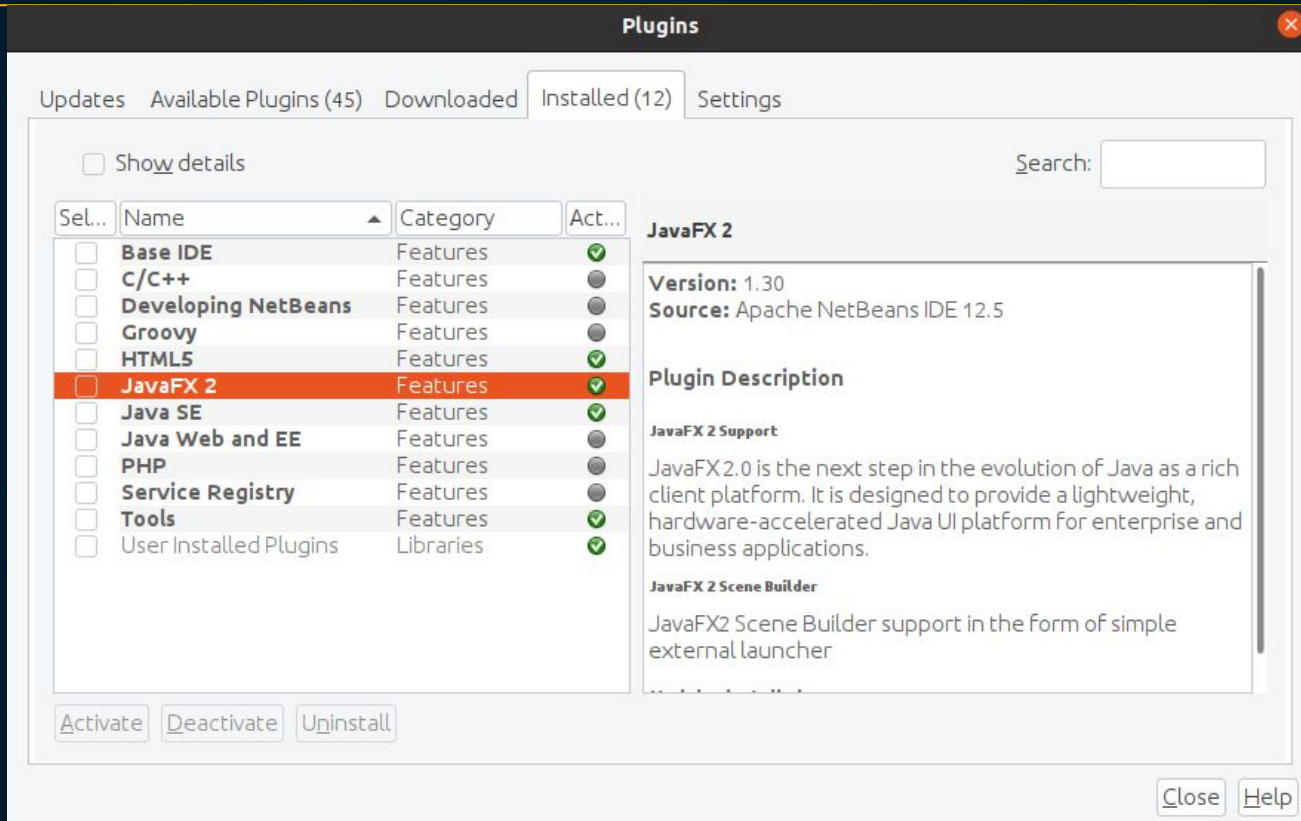 Plugins
Updates Available Plugins (45) Downloaded Installed (12) Settings
Show details
Search:
Sel... Name Category Act...
Base IDE Features
C/C++ Features
Developing NetBeans Features
Groovy Features
HTML5 Features
JavaFX 2 Features
Java SE Features
Java Web and EE Features
PHP Features
Service Registry Features
Tools Features
User Installed Plugins Libraries
JavaFX 2
Version: 1.30
Source: Apache NetBeans IDE 12.5
Plugin Description
JavaFX 2 Support
JavaFX 2.0 is the next step in the evolution of Java as a rich
client platform. It is designed to provide a lightweight,
hardware-accelerated Java UI platform for enterprise and
business applications.
JavaFX 2 Scene Builder
JavaFX2 Scene Builder support in the form of simple
external launcher
Activate Deactivate Uninstall
Close Help